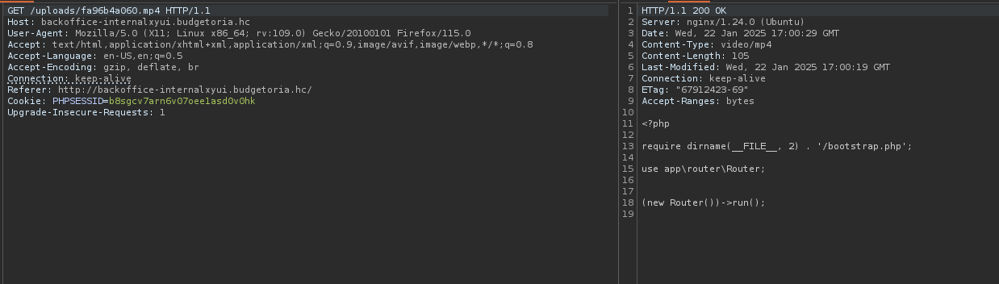 GET /uploads/fa96b4a060.mp4 HTTP/1.1
Host: backoffice-internalxyui.budgetoria.hc
User-Agent: Mozilla/5.0 (X11; Linux x86_64; rv:109.0) Gecko/20100101 Firefox/115.0
Accept: text/html,application/xhtml+xml,application/xml;q=0.9,image/avif,image/webp,*/*;q=0.8
Accept-Language: en-US,en;q=0.5
Accept-Encoding: gzip, deflate, br
Connection: keep-alive
Referer: http://backoffice-internalxyui.budgetoria.hc/
Cookie: PHPSESSID=b8sgcv7arn6v07oee1asd0v0hk
Upgrade-Insecure-Requests: 1
1 HTTP/1.1 200 OK
2 Server: nginx/1.24.0 (Ubuntu)
3 Date: Wed, 22 Jan 2025 17:00:29 GMT
4 Content-Type: video/mp4
5 Content-Length: 105
6 Last-Modified: Wed, 22 Jan 2025 17:00:19 GMT
7 Connection: keep-alive
8 ETag: "67912423-69"
9 Accept-Ranges: bytes
10
11 <?php
12
13 require dirname(__FILE__, 2) . '/bootstrap.php';
14
15 use app\router\Router;
16
17
18 (new Router())->run();
19